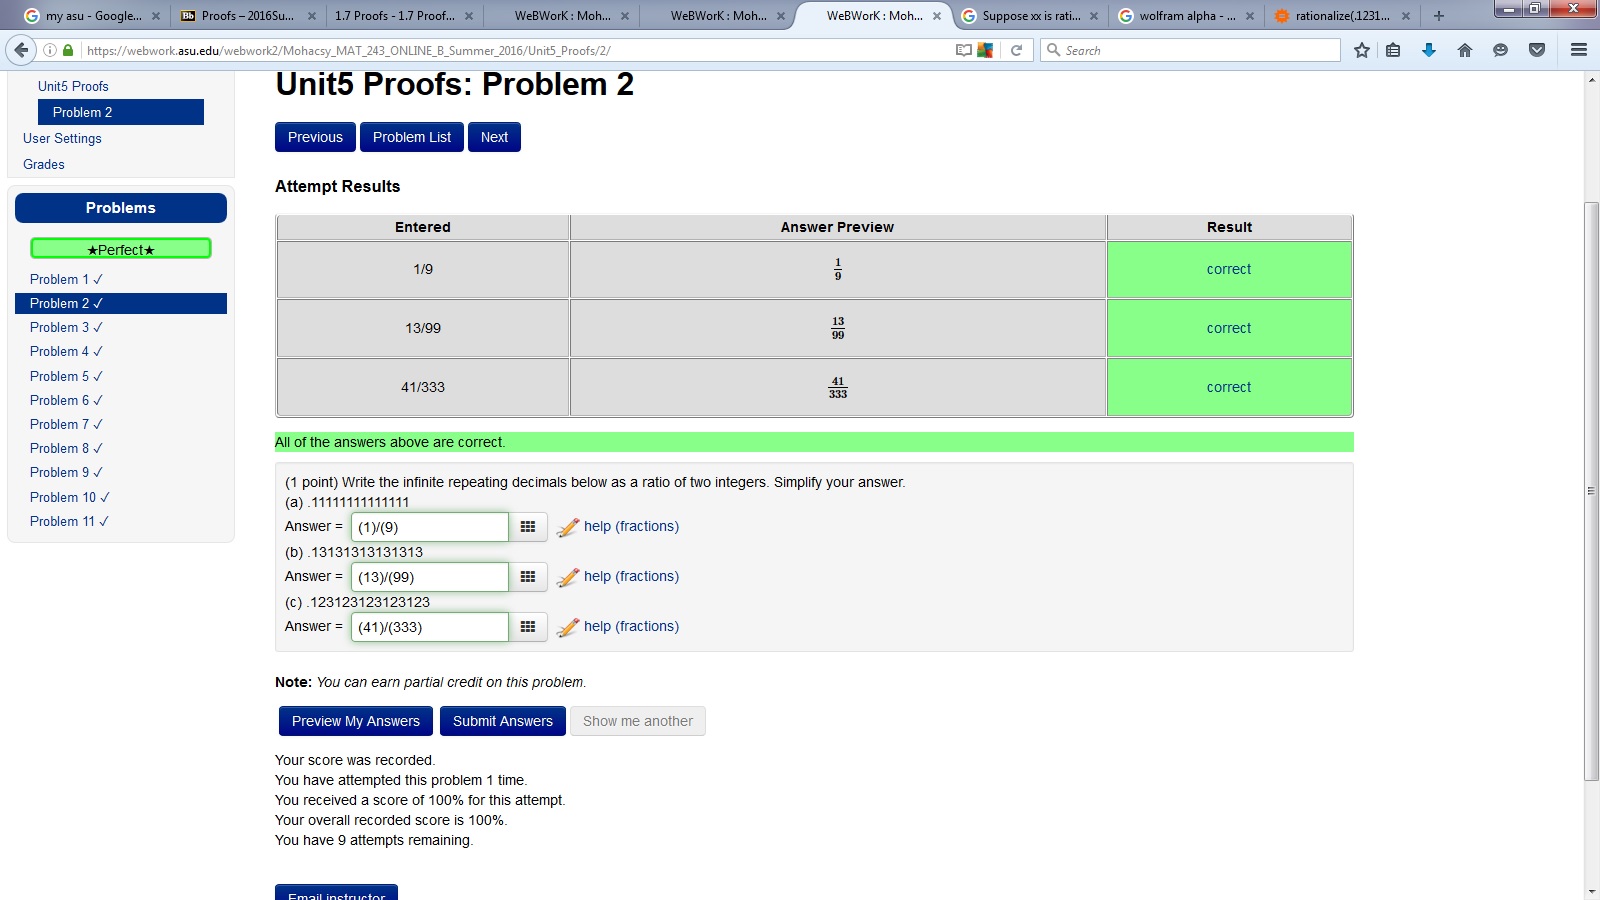 my asu - Google...
Proofs – 2016Su...
1.7 Proofs - 1.7 Proof...
WeBWorK : Moh...
WeBWorK : Moh...
WeBWorK : Moh...
Suppose xx is rati...
wolfram alpha - ...
rationalize(.1231...
https://webwork.asu.edu/webwork2/Mohacsy_MAT_243_ONLINE_B_Summer_2016/Unit5_Proofs/2/
Search
Unit5 Proofs
Problem 2
User Settings
Grades
Problems
★Perfect★
Problem 1 ✓
Problem 2 ✓
Problem 3 ✓
Problem 4 ✓
Problem 5 ✓
Problem 6 ✓
Problem 7 ✓
Problem 8 ✓
Problem 9 ✓
Problem 10 ✓
Problem 11 ✓
Unit5 Proofs: Problem 2
Previous Problem List Next
Attempt Results
Entered Answer Preview Result
1/9 1/9 correct
13/99 13/99 correct
41/333 41/333 correct
All of the answers above are correct.
(1 point) Write the infinite repeating decimals below as a ratio of two integers. Simplify your answer.
(a) .11111111111111
Answer = (1)/(9) help (fractions)
(b) .13131313131313
Answer = (13)/(99) help (fractions)
(c) .123123123123123
Answer = (41)/(333) help (fractions)
Note: You can earn partial credit on this problem.
Preview My Answers Submit Answers Show me another
Your score was recorded.
You have attempted this problem 1 time.
You received a score of 100% for this attempt.
Your overall recorded score is 100%.
You have 9 attempts remaining.
Email instructor